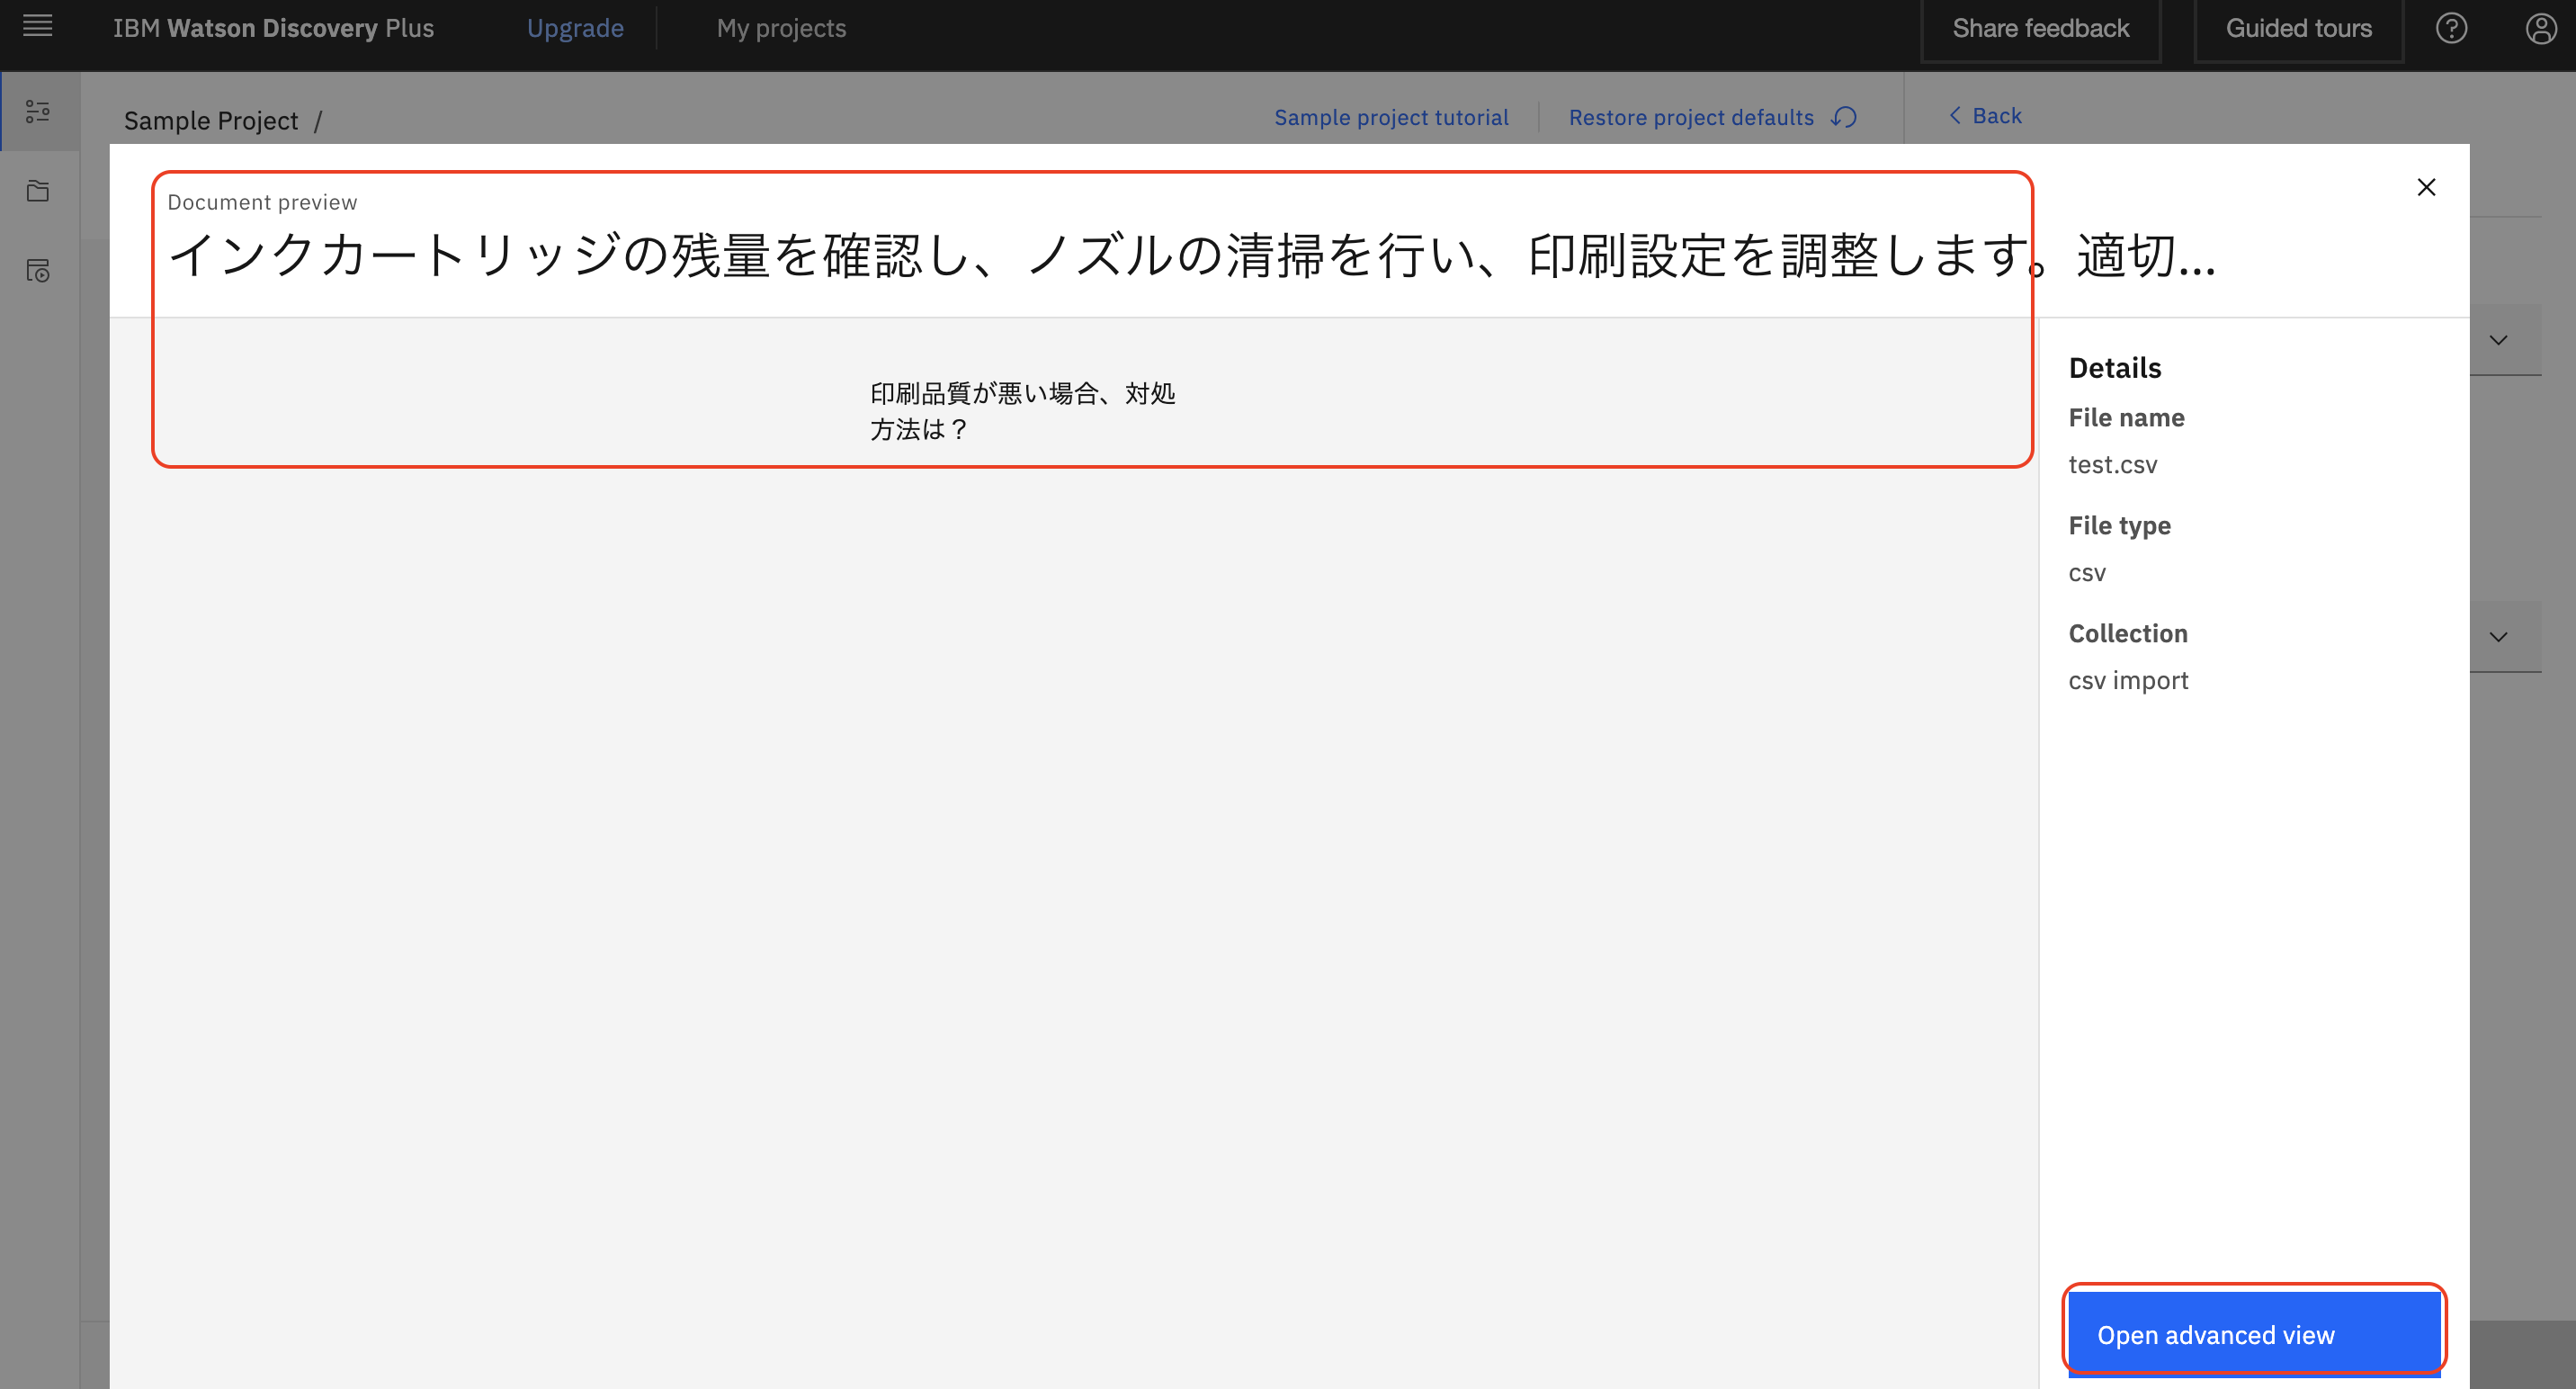 IBM Watson Discovery Plus
Upgrade
My projects
Share feedback
Guided tours
Sample Project /
Sample project tutorial
Restore project defaults
Back
Document preview
インクカートリッジの残量を確認し、ノズルの清掃を行い、印刷設定を調整します。適切...
印刷品質が悪い場合、対処
方法は？
Details
File name
test.csv
File type
csv
Collection
csv import
Open advanced view